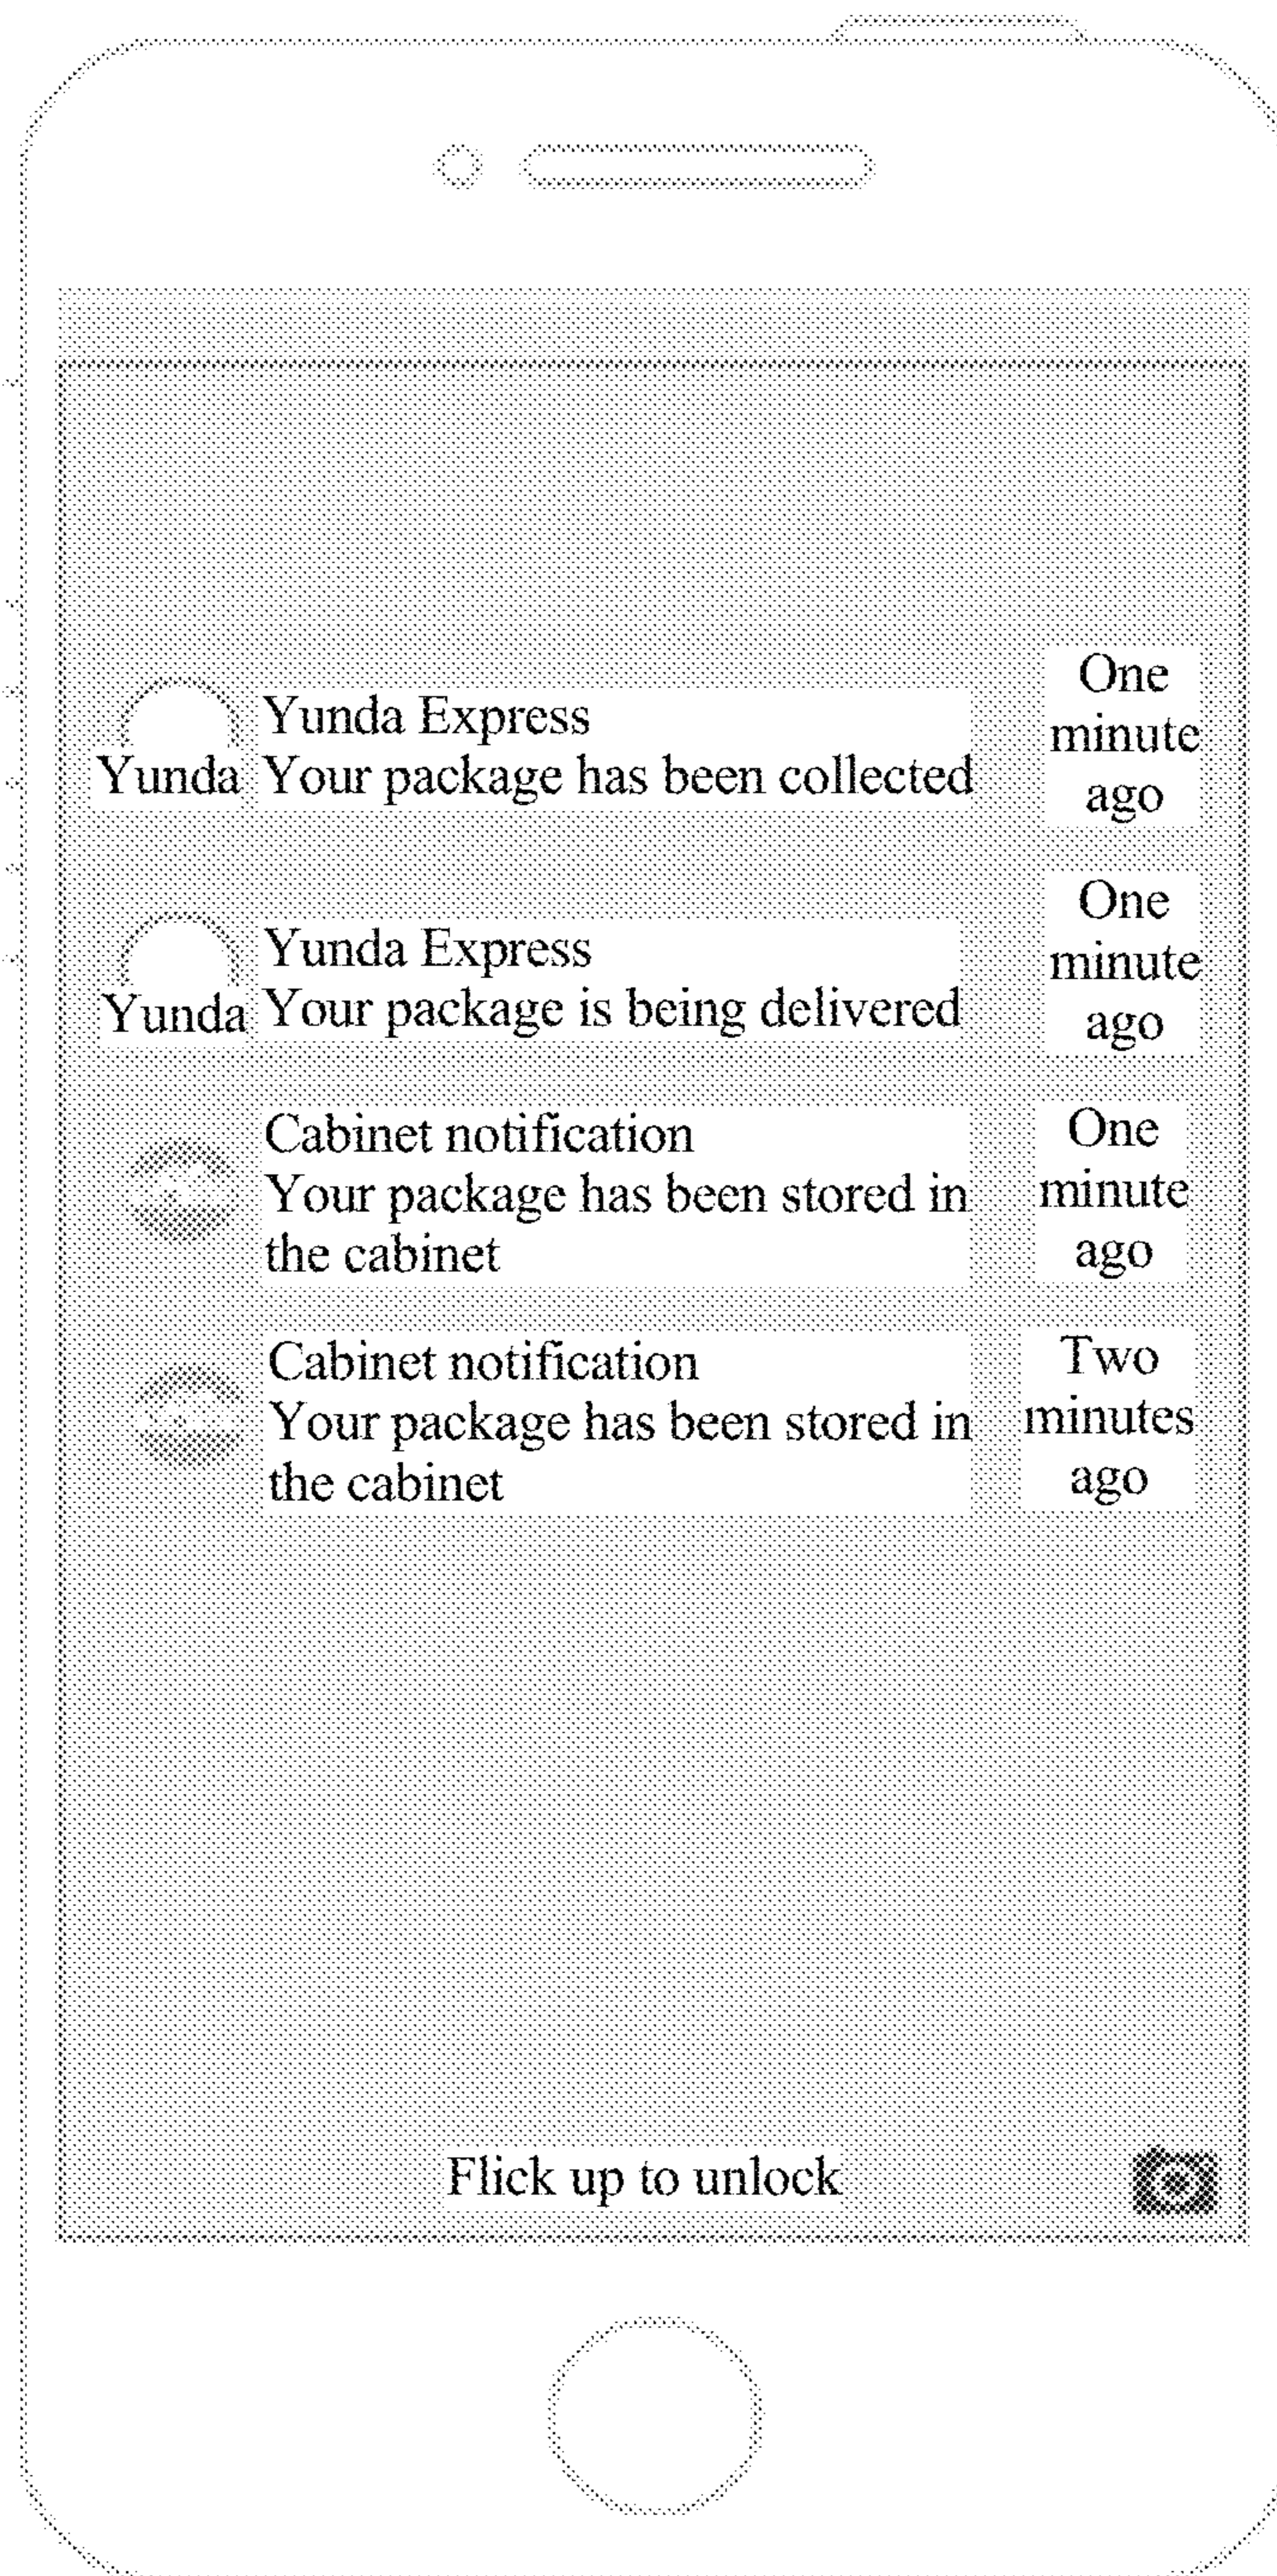 Yunda Express
Yunda Your package has been collected
One
minute
ago
Yunda Express
Yunda Your package is being delivered
One
minute
ago
Cabinet notification
Your package has been stored in
the cabinet
One
minute
ago
Cabinet notification
Your package has been stored in
the cabinet
Two
minutes
ago
Flick up to unlock